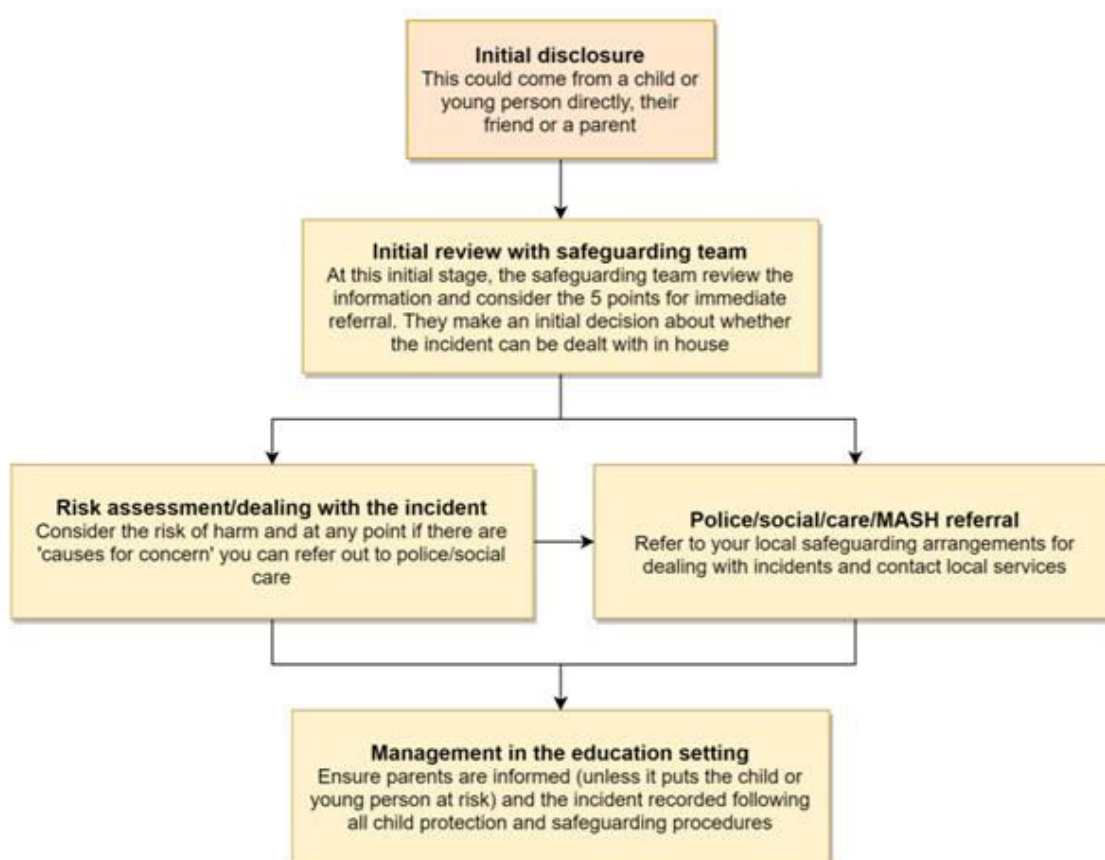 Initial disclosure
This could come from a child or
young person directly, their
friend or a parent
Initial review with safeguarding team
At this initial stage, the safeguarding team review the
information and consider the 5 points for immediate
referral. They make an initial decision about whether
the incident can be dealt with in house
Risk assessment/dealing with the incident
Consider the risk of harm and at any point if there are
'causes for concern' you can refer out to police/social
care
Police/social/care/MASH referral
Refer to your local safeguarding arrangements for
dealing with incidents and contact local services
Management in the education setting
Ensure parents are informed (unless it puts the child or
young person at risk) and the incident recorded following
all child protection and safeguarding procedures